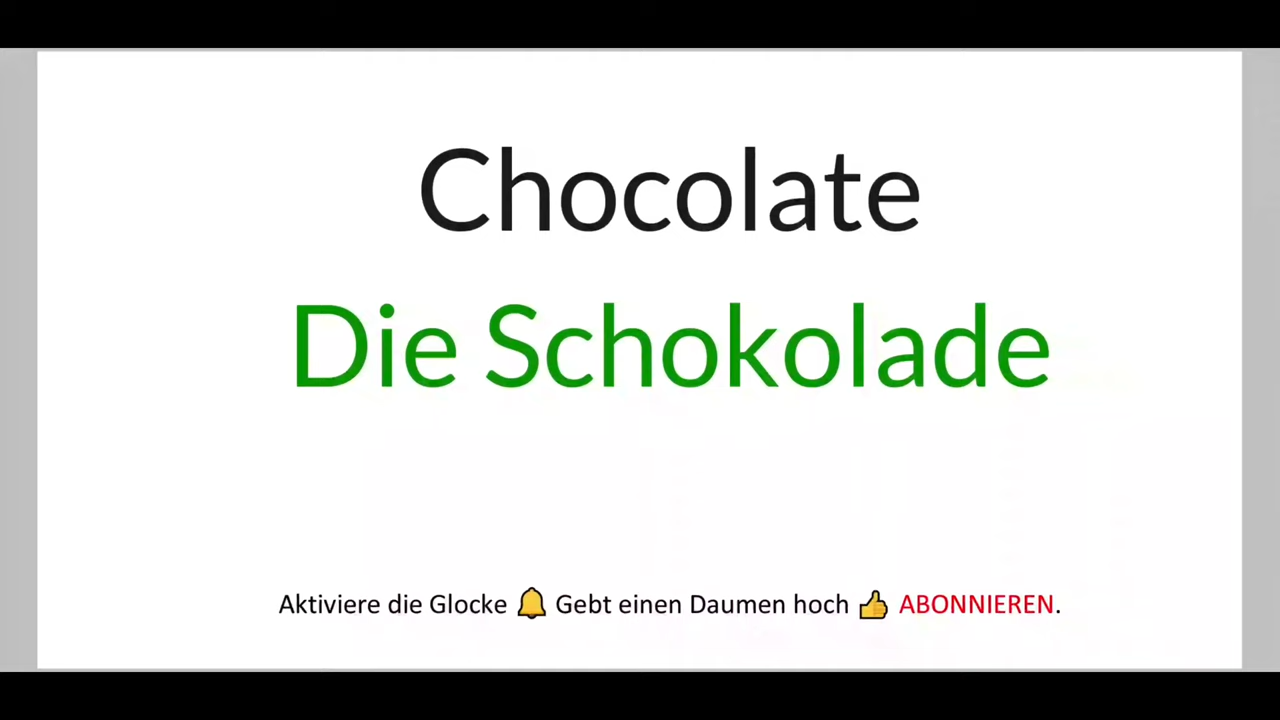 Chocolate
Die Schokolade
Aktiviere die Glocke 🔔 Gebt einen Daumen hoch 👍 ABONNIEREN.